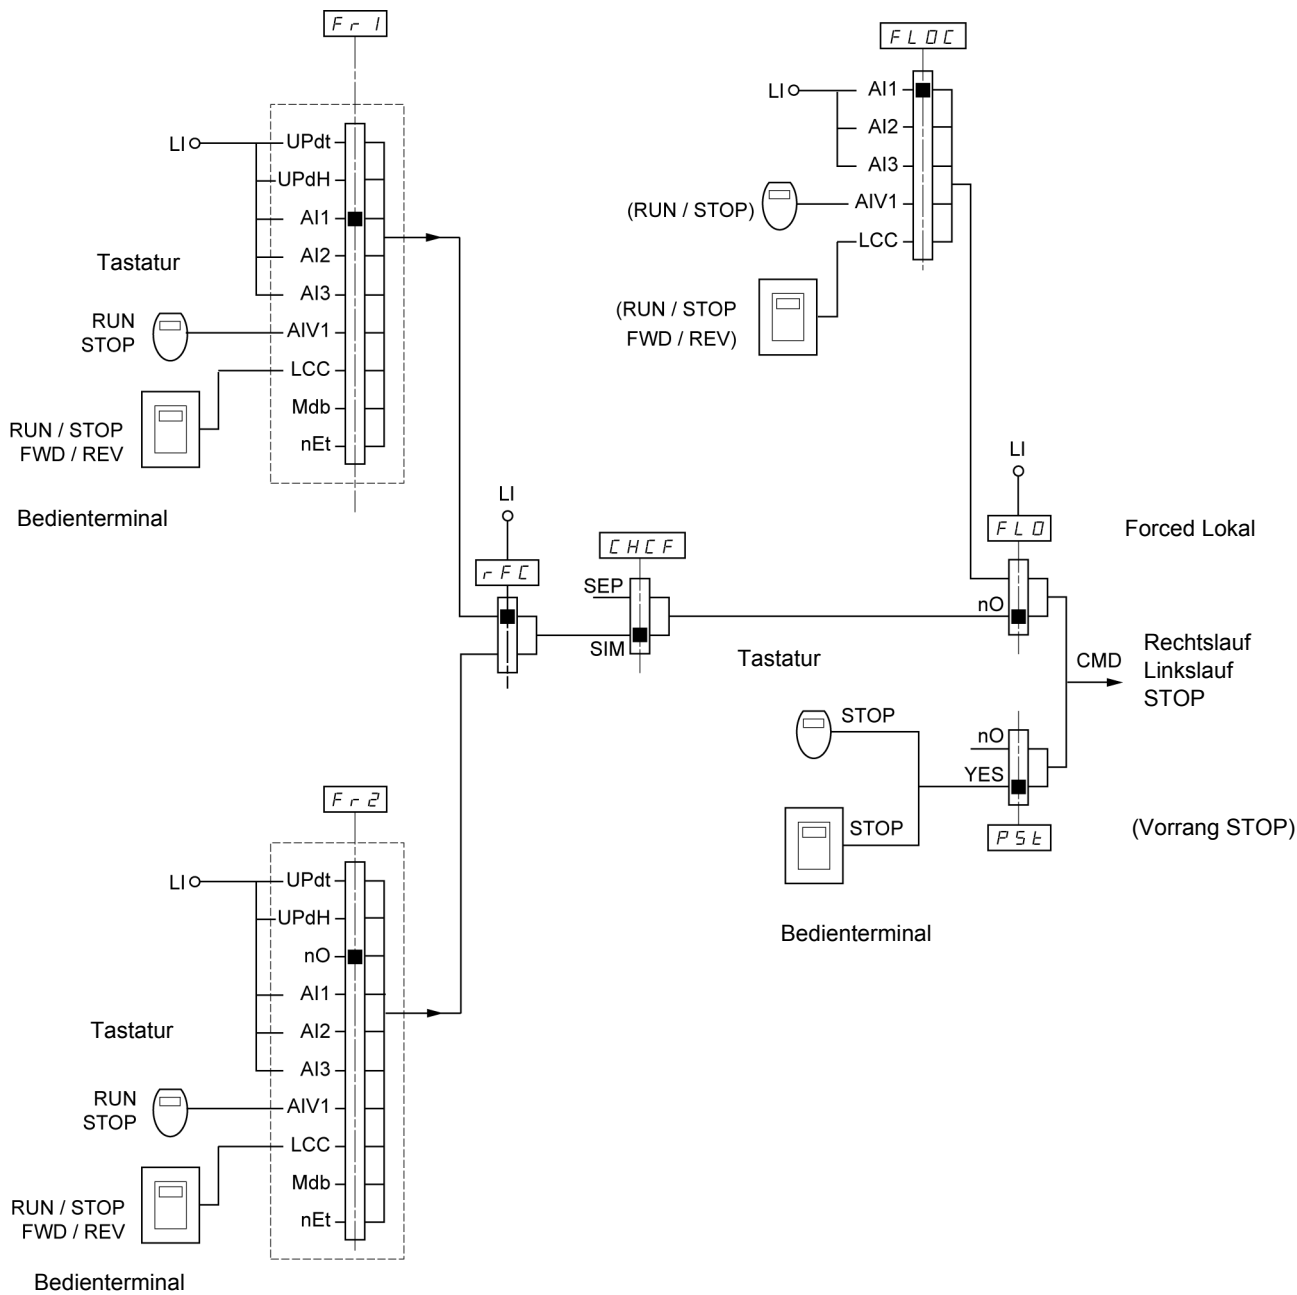 Fr1
LI
UPdt
UPdH
AI1
AI2
AI3
AIV1
LCC
Mdb
nEt
Tastatur
RUN
STOP
RUN / STOP
FWD / REV
Bedienterminal
FLOC
LI
AI1
AI2
AI3
AIV1
LCC
(RUN / STOP)
(RUN / STOP
FWD / REV)
LI
rFC
CHCF
SEP
SIM
LI
FLO
nO
Forced Lokal
CMD
Rechtslauf
Linkslauf
STOP
Tastatur
STOP
STOP
nO
YES
PSt
(Vorrang STOP)
Bedienterminal
Fr2
LI
UPdt
UPdH
nO
AI1
AI2
AI3
AIV1
LCC
Mdb
nEt
Tastatur
RUN
STOP
RUN / STOP
FWD / REV
Bedienterminal